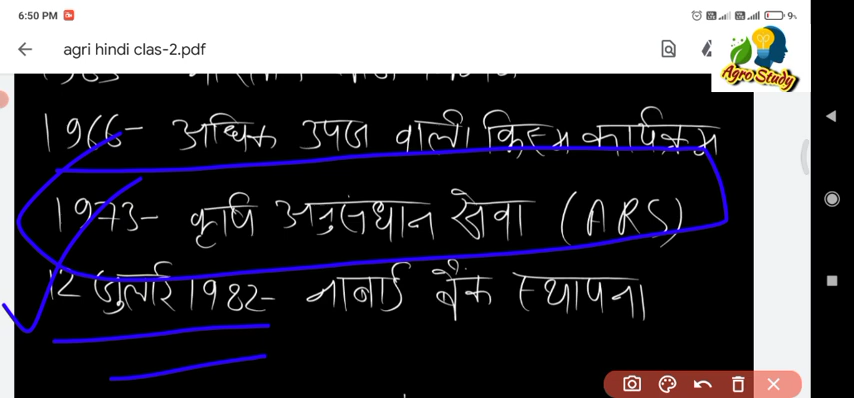 6:50 PM
9%
agri hindi clas-2.pdf
Agro Study
1966- अधिक उपज वाली किस्म कार्यक्रम
1973- कृषि अनुसंधान सेवा (ARS)
12 जुलाई 1982- नाबार्ड बैंक स्थापना